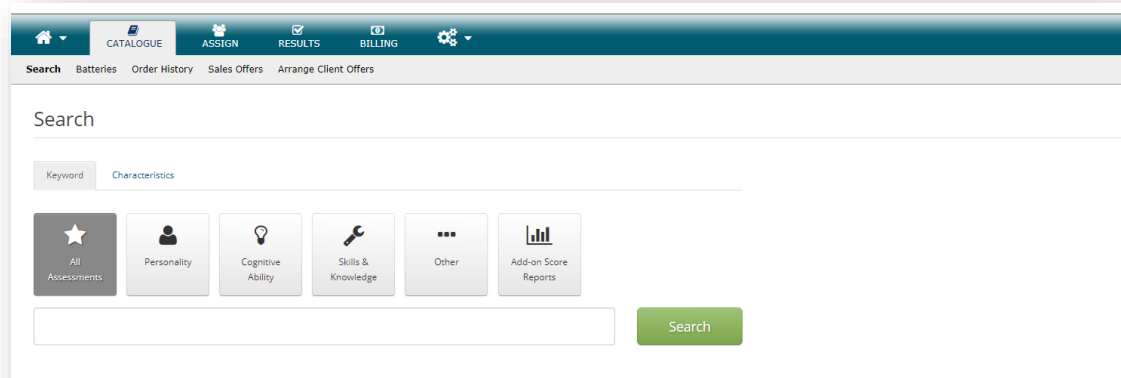 CATALOGUE ASSIGN RESULTS BILLING
Search Batteries Order History Sales Offers Arrange Client Offers
Search
Keyword Characteristics
All Assessments
Personality
Cognitive Ability
Skills & Knowledge
Other
Add-on Score Reports
Search